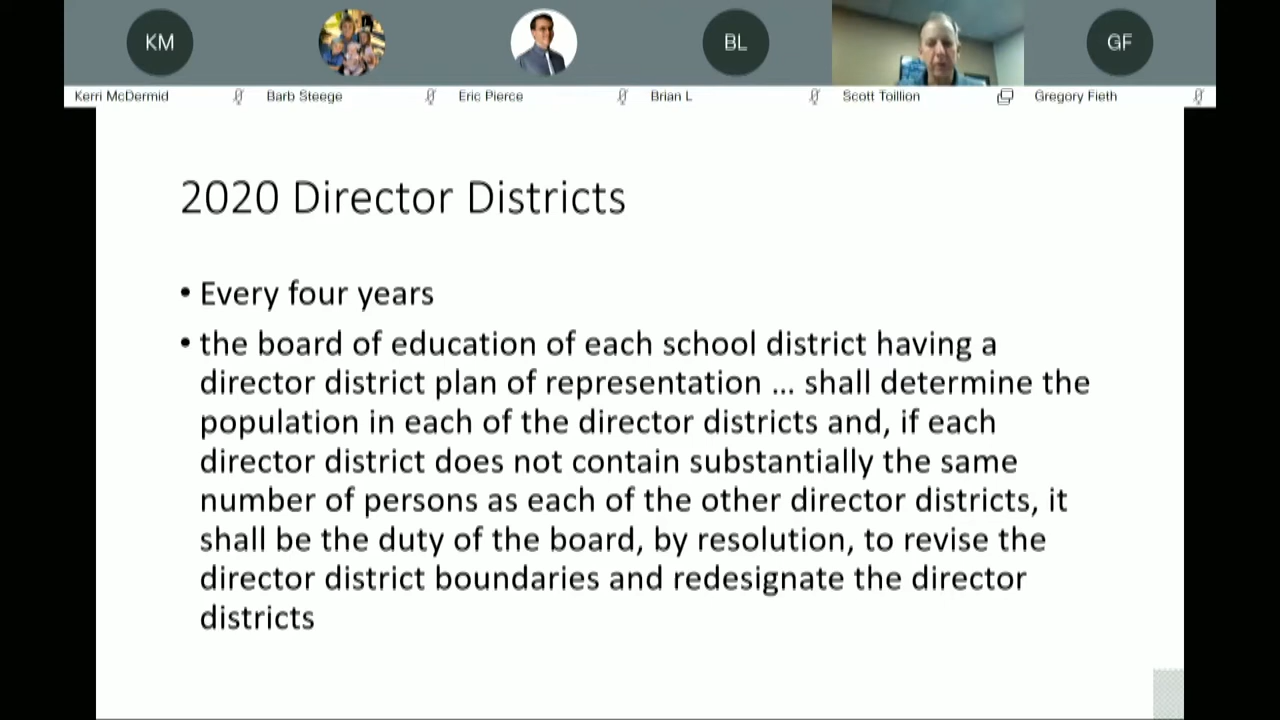 KM
BL
GF
Kerri McDermid
Barb Steege
Eric Pierce
Brian L
Scott Toillion
Gregory Fieth
2020 Director Districts
• Every four years
• the board of education of each school district having a
director district plan of representation ... shall determine the
population in each of the director districts and, if each
director district does not contain substantially the same
number of persons as each of the other director districts, it
shall be the duty of the board, by resolution, to revise the
director district boundaries and redesignate the director
districts